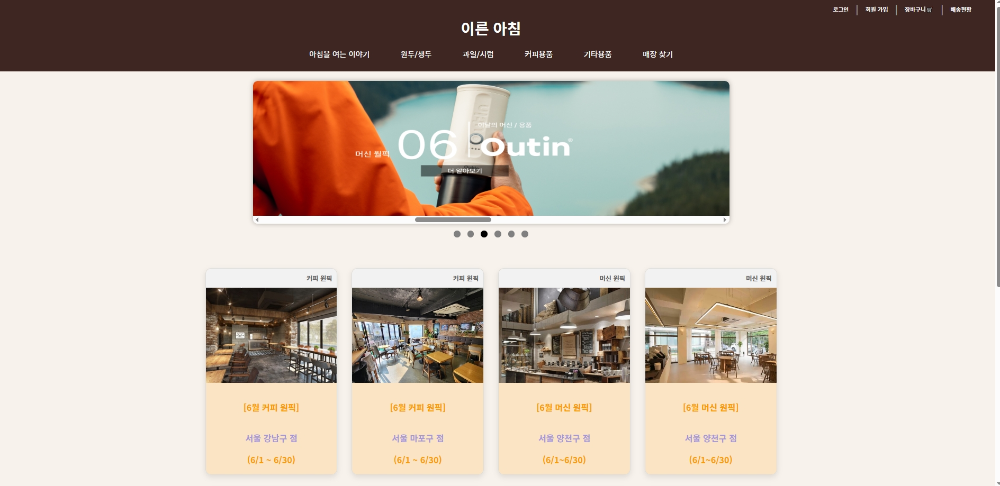 로그인 회원 가입 장바구니🛒 배송현황
이른 아침
아침을 여는 이야기 원두/생두 과일/시럽 커피용품 기타용품 매장 찾기
이달의 머신 / 용품
머신 월픽 06 Outin®
더 알아보기
커피 원픽
커피 원픽
머신 원픽
머신 원픽
[6월 커피 원픽]
서울 강남구 점
(6/1 ~ 6/30)
[6월 커피 원픽]
서울 마포구 점
(6/1 ~ 6/30)
[6월 머신 원픽]
서울 양천구 점
(6/1~6/30)
[6월 머신 원픽]
서울 양천구 점
(6/1~6/30)